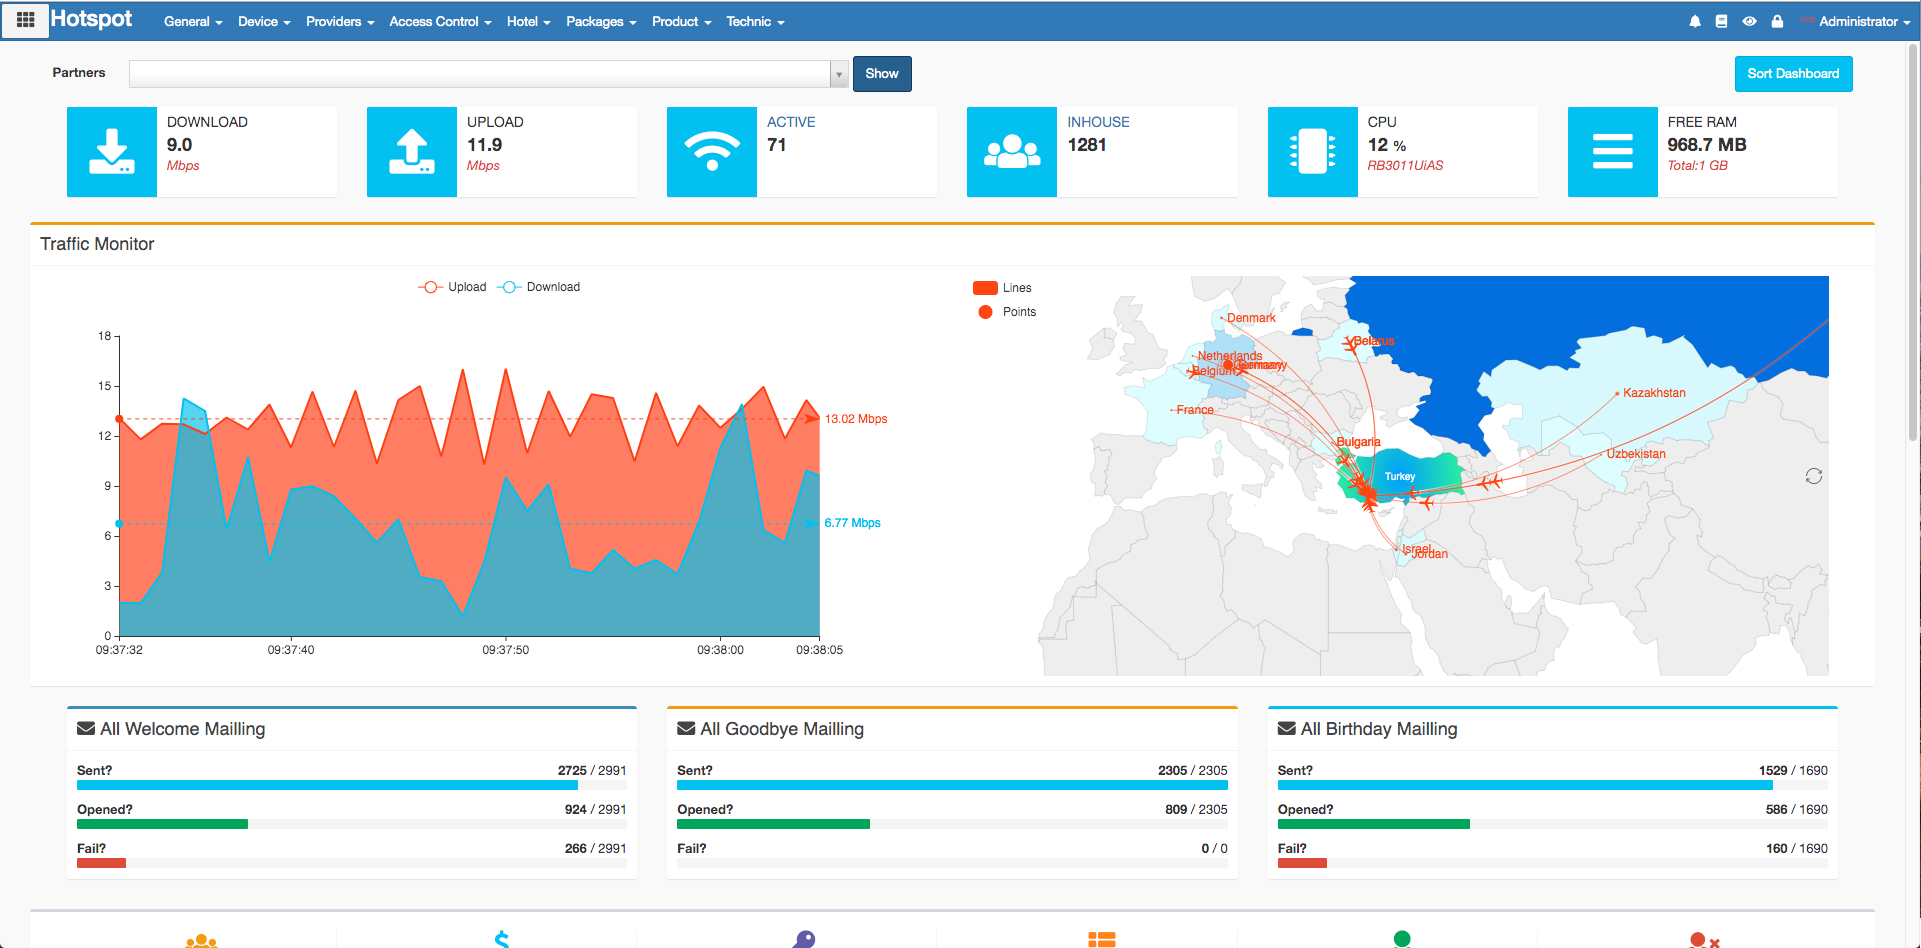 Hotspot General Device Providers Access Control Hotel Packages Product Technic Administrator
Partners Show Sort Dashboard
DOWNLOAD
9.0
Mbps
UPLOAD
11.9
Mbps
ACTIVE
71
INHOUSE
1281
CPU
12 %
RB3011UiAS
FREE RAM
968.7 MB
Total:1 GB
Traffic Monitor
Upload Download
18
15
12
9
6
3
0
09:37:32 09:37:40 09:37:50 09:38:00 09:38:05
13.02 Mbps
6.77 Mbps
Lines
Points
Denmark
Belarus
Netherlands
Germany
Belgium
Kazakhstan
France
Bulgaria
Uzbekistan
Turkey
Israel
Jordan
All Welcome Mailling
Sent? 2725 / 2991
Opened? 924 / 2991
Fail? 266 / 2991
All Goodbye Mailling
Sent? 2305 / 2305
Opened? 809 / 2305
Fail? 0 / 0
All Birthday Mailling
Sent? 1529 / 1690
Opened? 586 / 1690
Fail? 160 / 1690